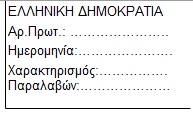 ΕΛΛΗΝΙΚΗ ΔΗΜΟΚΡΑΤΙΑ
Αρ.Πρωτ.: …………………..
Ημερομηνία:………………….
Χαρακτηρισμός:…………….
Παραλαβών:…………………